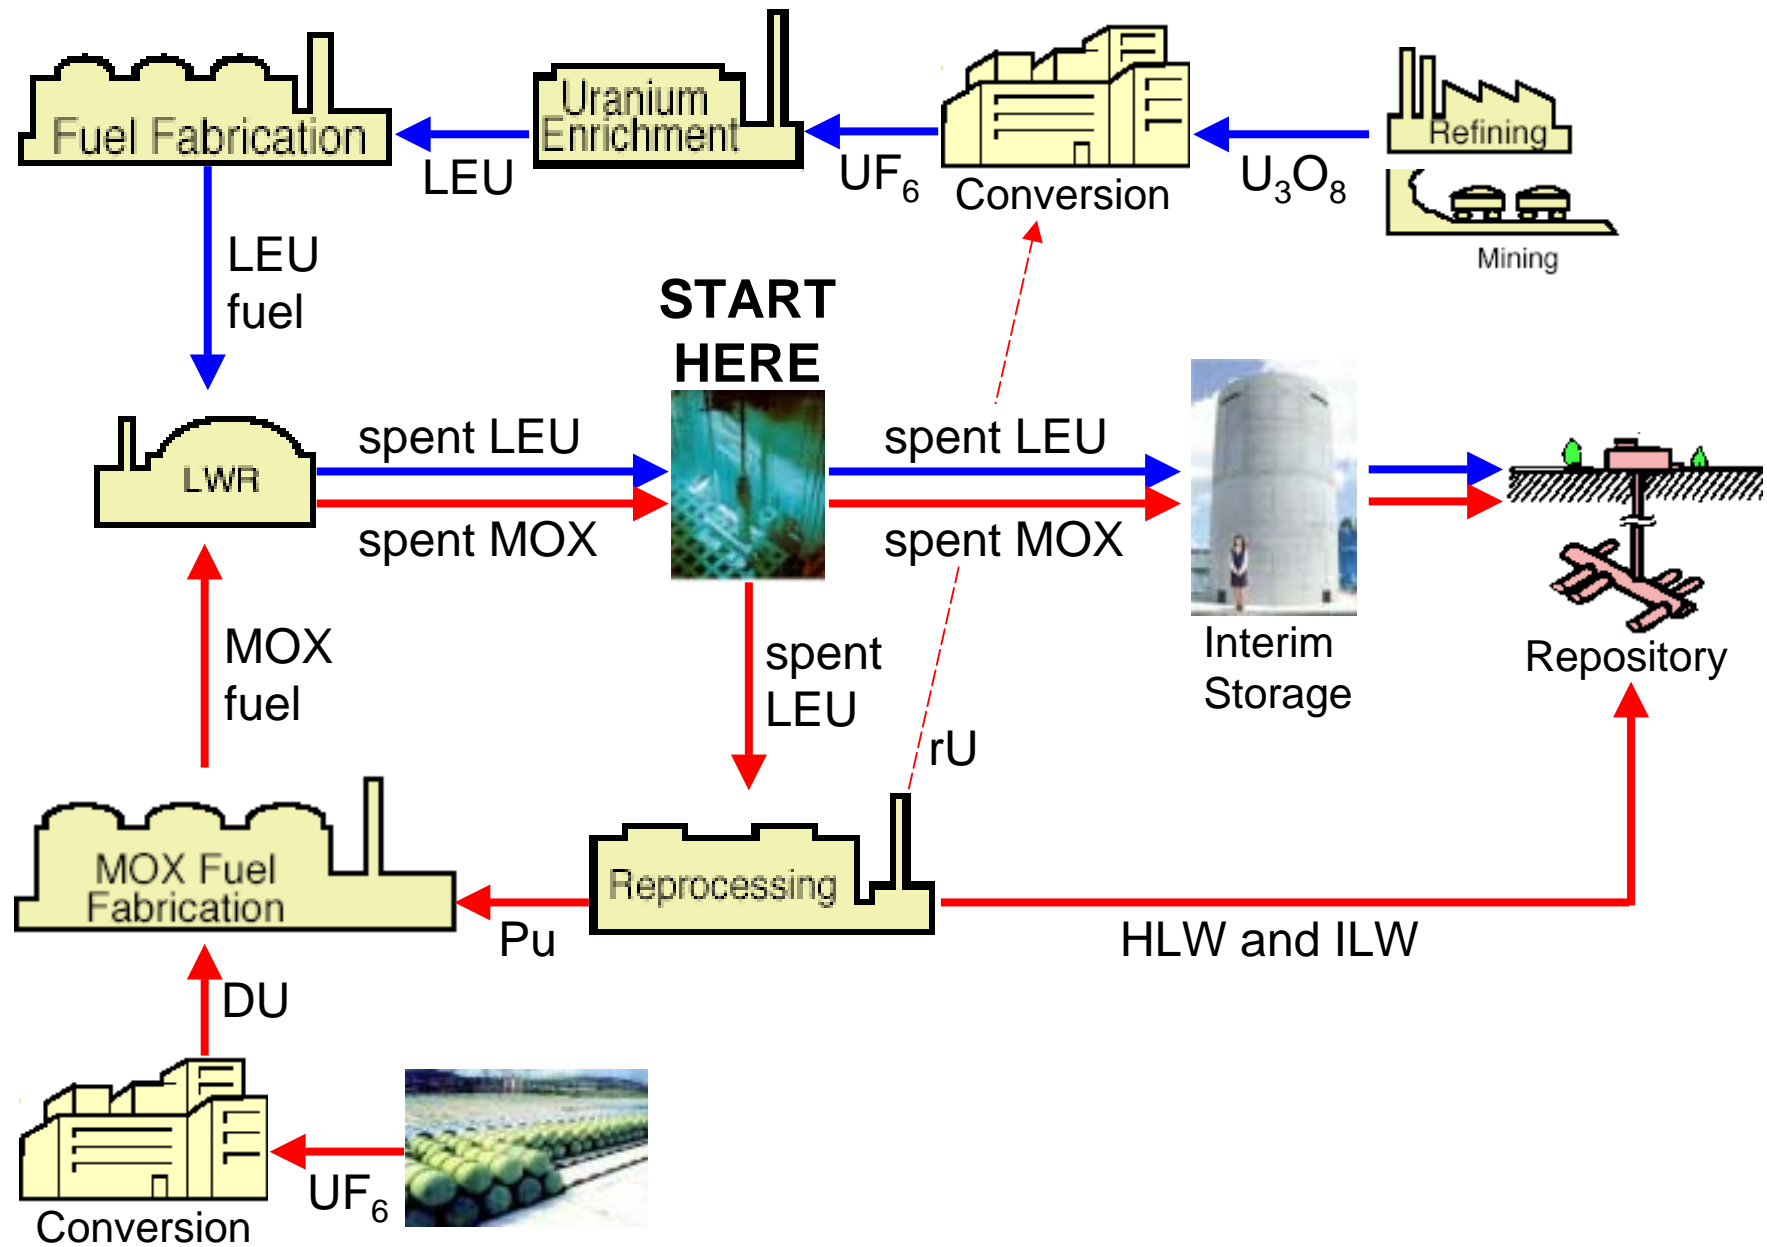 Fuel Fabrication
LEU
Uranium
Enrichment
UF6
Conversion
U3O8
Refining
Mining
LEU
fuel
START
HERE
LWR
spent LEU
spent MOX
spent LEU
spent MOX
Interim
Storage
Repository
MOX
fuel
spent
LEU
rU
MOX Fuel
Fabrication
Pu
Reprocessing
HLW and ILW
DU
UF6
Conversion